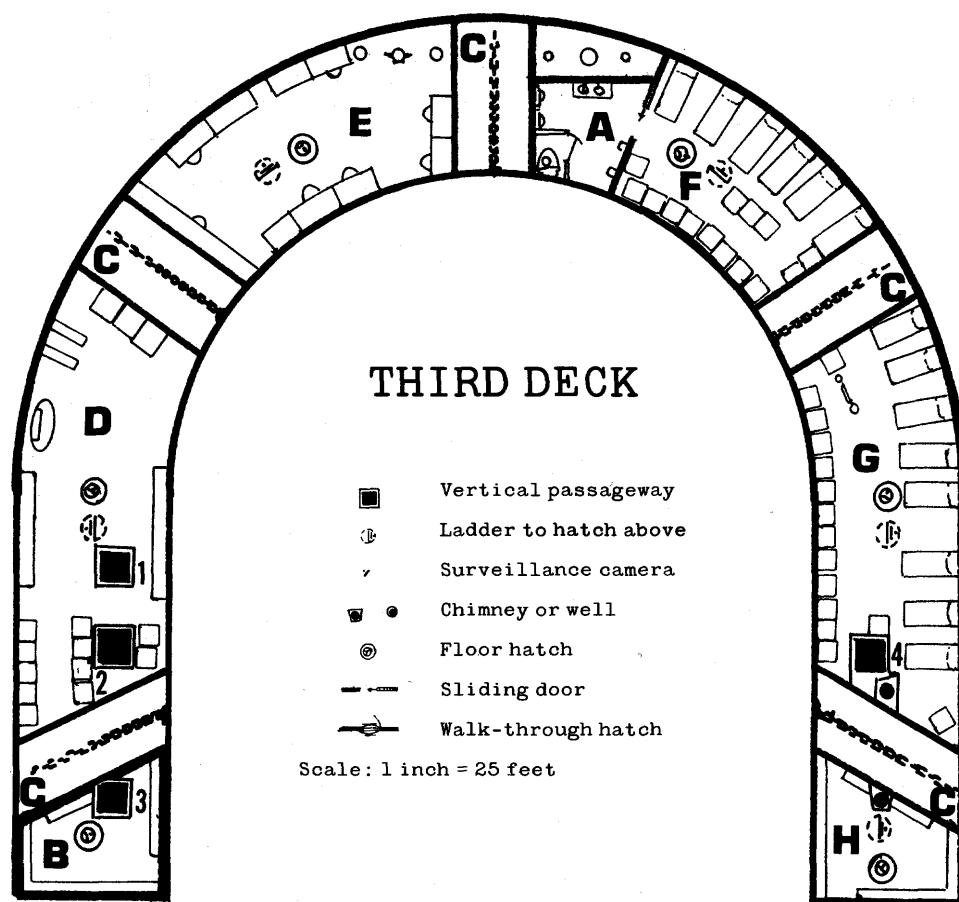 C
E
A
F
C
C
THIRD DECK
D
G
Vertical passageway
Ladder to hatch above
Surveillance camera
Chimney or well
Floor hatch
Sliding door
Walk-through hatch
Scale: 1 inch = 25 feet
1
2
4
C
C
3
B
H